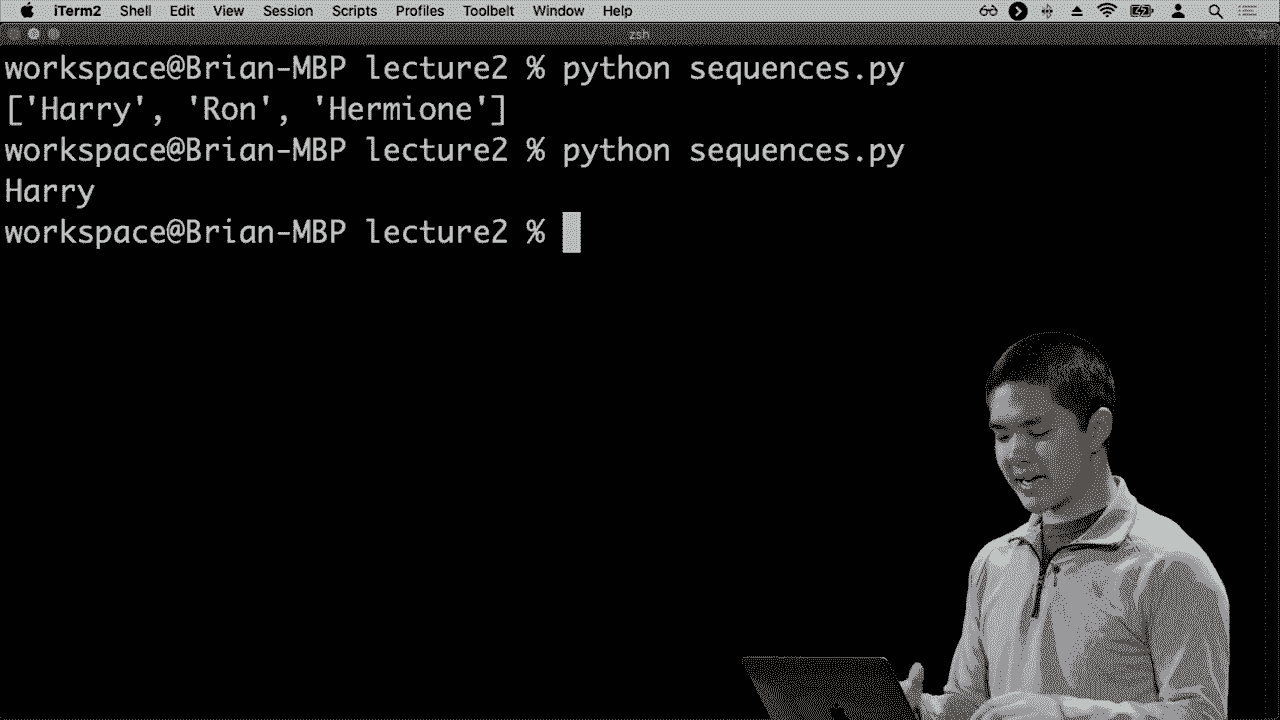 iTerm2 Shell Edit View Session Scripts Profiles Toolbelt Window Help
zsh
workspace@Brian-MBP lecture2 % python sequences.py
['Harry', 'Ron', 'Hermione']
workspace@Brian-MBP lecture2 % python sequences.py
Harry
workspace@Brian-MBP lecture2 %